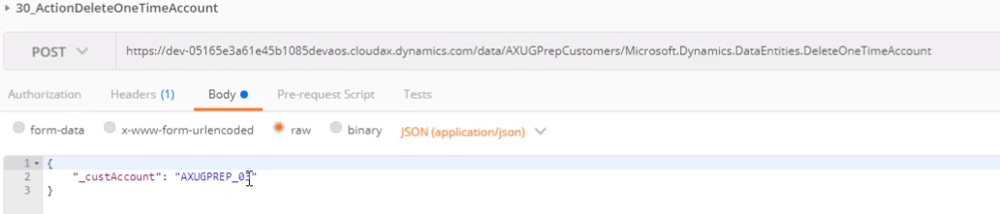 30_ActionDeleteOneTimeAccount
POST https://dev-05165e3a61e45b1085devaos.cloudax.dynamics.com/data/AXUGPrepCustomers/Microsoft.Dynamics.DataEntities.DeleteOneTimeAccount
Authorization Headers (1) Body Pre-request Script Tests
form-data x-www-form-urlencoded raw binary JSON (application/json)
1 {
2 "_custAccount": "AXUGPREP_03"
3 }